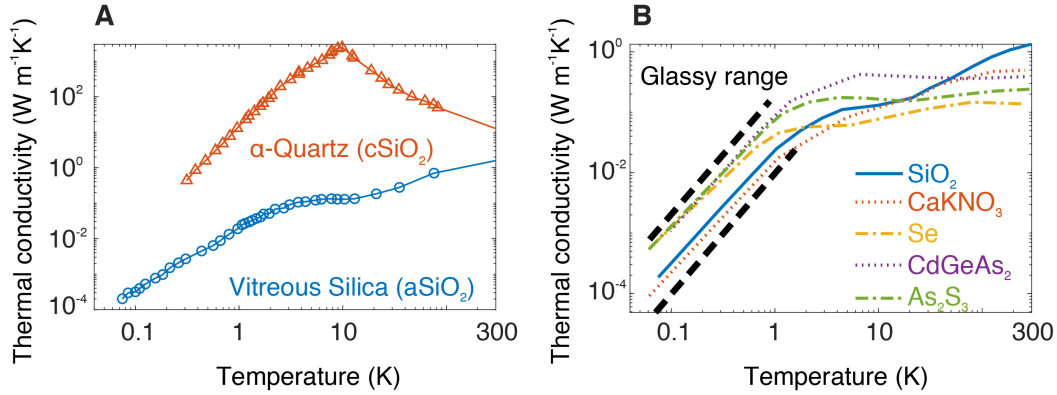 A
Thermal conductivity (W m⁻¹K⁻¹)
10²
10⁰
10⁻²
10⁻⁴
α-Quartz (cSiO₂)
Vitreous Silica (aSiO₂)
0.1 1 10 300
Temperature (K)
B
Thermal conductivity (W m⁻¹K⁻¹)
10⁰
10⁻²
10⁻⁴
Glassy range
SiO₂
CaKNO₃
Se
CdGeAs₂
As₂S₃
0.1 1 10 300
Temperature (K)